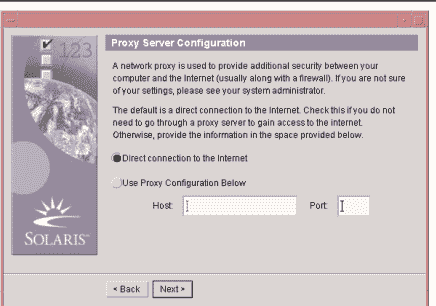 123
Proxy Server Configuration
A network proxy is used to provide additional security between your
computer and the Internet (usually along with a firewall). If you are not sure
of your settings, please see your system administrator.
The default is a direct connection to the Internet. Check this if you do not
need to go through a proxy server to gain access to the internet.
Otherwise, provide the information in the space provided below.
Direct connection to the Internet
Use Proxy Configuration Below
Host: Port:
SOLARIS™
< Back Next >